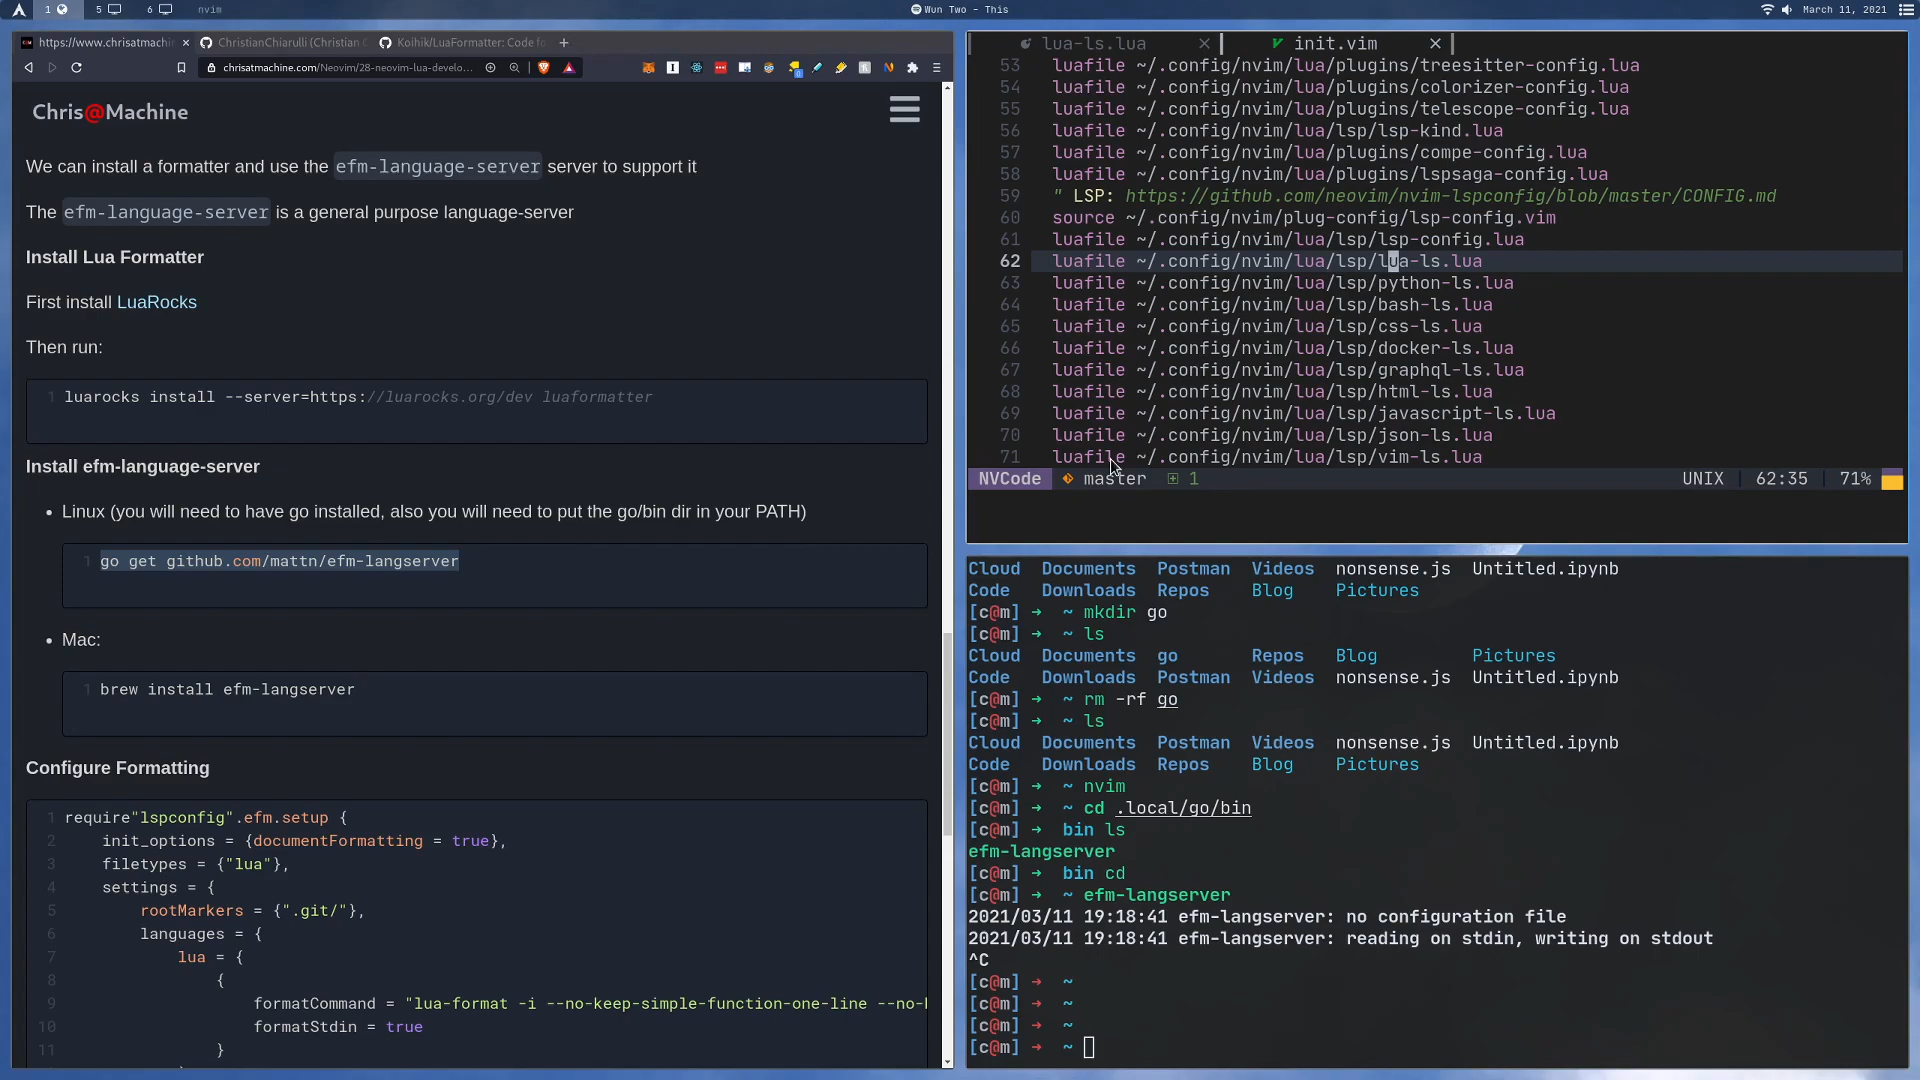 1 5 6 nvim Wun Two - This March 11, 2021
https://www.chrisatmachi × ChristianChiarulli (Christian C Koihik/LuaFormatter: Code fo +
chrisatmachine.com/Neovim/28-neovim-lua-develo...
Chris@Machine
We can install a formatter and use the efm-language-server server to support it
The efm-language-server is a general purpose language-server
Install Lua Formatter
First install LuaRocks
Then run:
1 luarocks install --server=https://luarocks.org/dev luaformatter
Install efm-language-server
• Linux (you will need to have go installed, also you will need to put the go/bin dir in your PATH)
1 go get github.com/mattn/efm-langserver
• Mac:
1 brew install efm-langserver
Configure Formatting
1 require"lspconfig".efm.setup {
2 init_options = {documentFormatting = true},
3 filetypes = {"lua"},
4 settings = {
5 rootMarkers = {".git/"},
6 languages = {
7 lua = {
8 {
9 formatCommand = "lua-format -i --no-keep-simple-function-one-line --no-
10 formatStdin = true
11 }
lua-ls.lua × init.vim ×
53 luafile ~/.config/nvim/lua/plugins/treesitter-config.lua
54 luafile ~/.config/nvim/lua/plugins/colorizer-config.lua
55 luafile ~/.config/nvim/lua/plugins/telescope-config.lua
56 luafile ~/.config/nvim/lua/lsp/lsp-kind.lua
57 luafile ~/.config/nvim/lua/plugins/compe-config.lua
58 luafile ~/.config/nvim/lua/plugins/lspsaga-config.lua
59 " LSP: https://github.com/neovim/nvim-lspconfig/blob/master/CONFIG.md
60 source ~/.config/nvim/plug-config/lsp-config.vim
61 luafile ~/.config/nvim/lua/lsp/lsp-config.lua
62 luafile ~/.config/nvim/lua/lsp/lua-ls.lua
63 luafile ~/.config/nvim/lua/lsp/python-ls.lua
64 luafile ~/.config/nvim/lua/lsp/bash-ls.lua
65 luafile ~/.config/nvim/lua/lsp/css-ls.lua
66 luafile ~/.config/nvim/lua/lsp/docker-ls.lua
67 luafile ~/.config/nvim/lua/lsp/graphql-ls.lua
68 luafile ~/.config/nvim/lua/lsp/html-ls.lua
69 luafile ~/.config/nvim/lua/lsp/javascript-ls.lua
70 luafile ~/.config/nvim/lua/lsp/json-ls.lua
71 luafile ~/.config/nvim/lua/lsp/vim-ls.lua
NVCode master 1 UNIX 62:35 71%
Cloud Documents Postman Videos nonsense.js Untitled.ipynb
Code Downloads Repos Blog Pictures
[c@m] → ~ mkdir go
[c@m] → ~ ls
Cloud Documents go Repos Blog Pictures
Code Downloads Postman Videos nonsense.js Untitled.ipynb
[c@m] → ~ rm -rf go
[c@m] → ~ ls
Cloud Documents Postman Videos nonsense.js Untitled.ipynb
Code Downloads Repos Blog Pictures
[c@m] → ~ nvim
[c@m] → ~ cd .local/go/bin
[c@m] → bin ls
efm-langserver
[c@m] → bin cd
[c@m] → ~ efm-langserver
2021/03/11 19:18:41 efm-langserver: no configuration file
2021/03/11 19:18:41 efm-langserver: reading on stdin, writing on stdout
^C
[c@m] → ~
[c@m] → ~
[c@m] → ~
[c@m] → ~